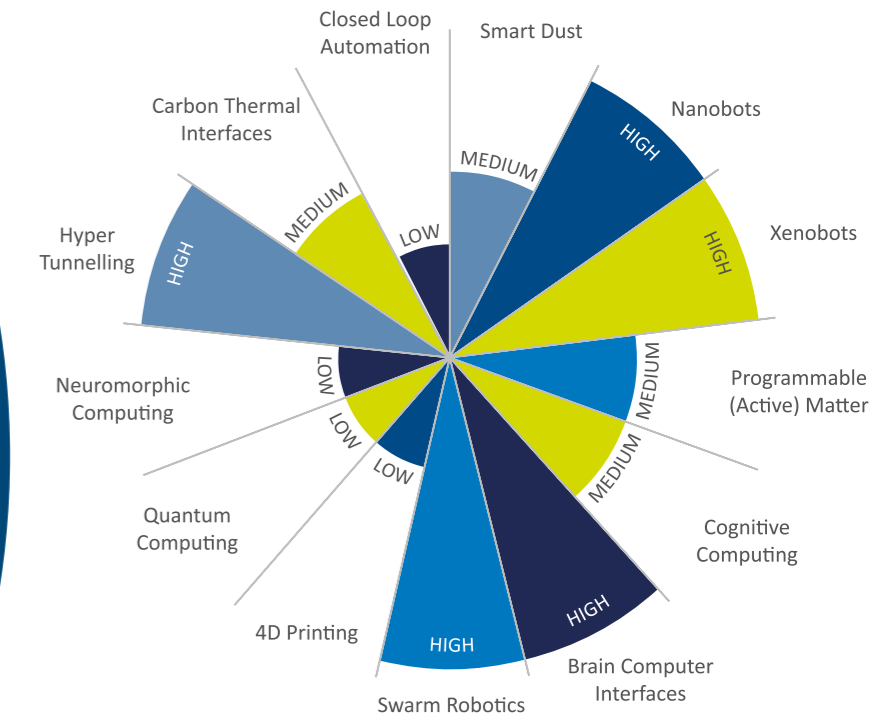 Closed Loop
Automation
LOW
Smart Dust
MEDIUM
Nanobots
HIGH
Xenobots
HIGH
Programmable
(Active) Matter
MEDIUM
Cognitive
Computing
MEDIUM
Brain Computer
Interfaces
HIGH
Swarm Robotics
HIGH
4D Printing
LOW
Quantum
Computing
LOW
Neuromorphic
Computing
LOW
Hyper
Tunnelling
HIGH
Carbon Thermal
Interfaces
MEDIUM